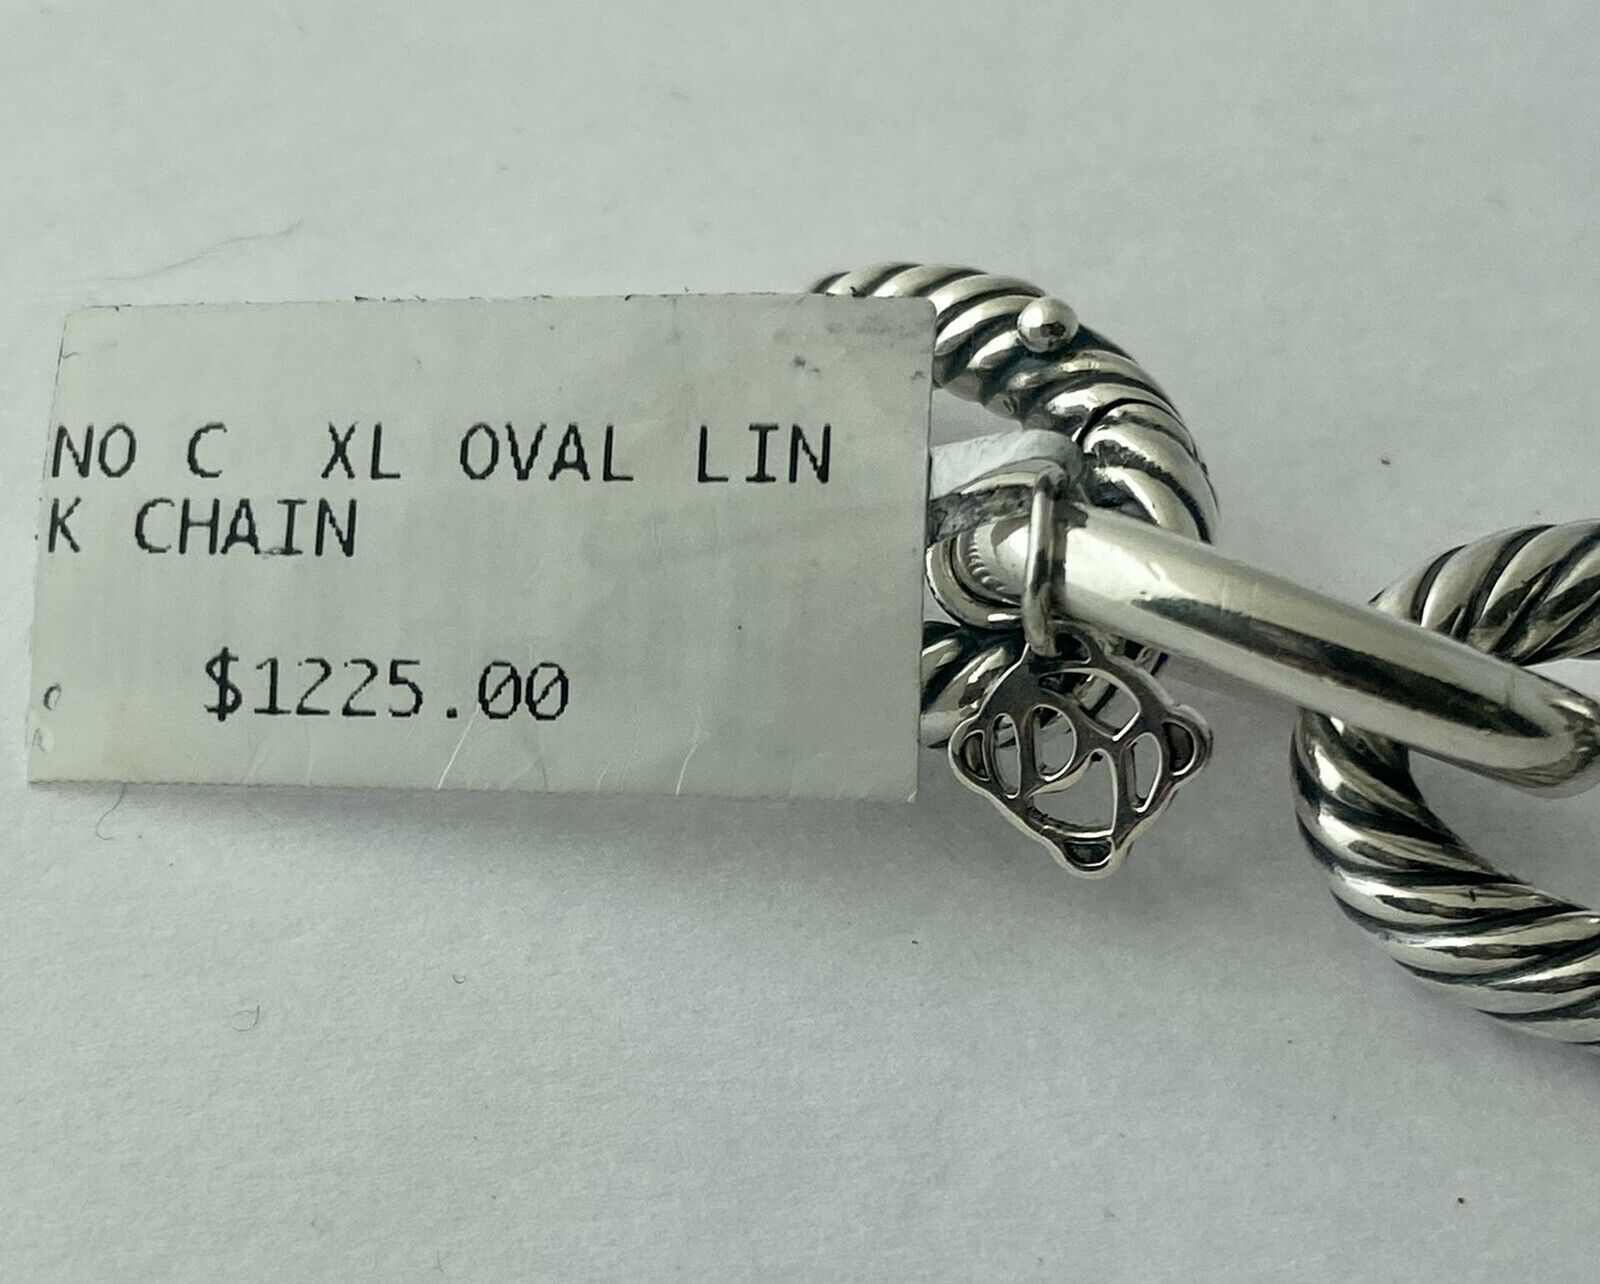 NO C XL OVAL LIN
K CHAIN
$1225.00